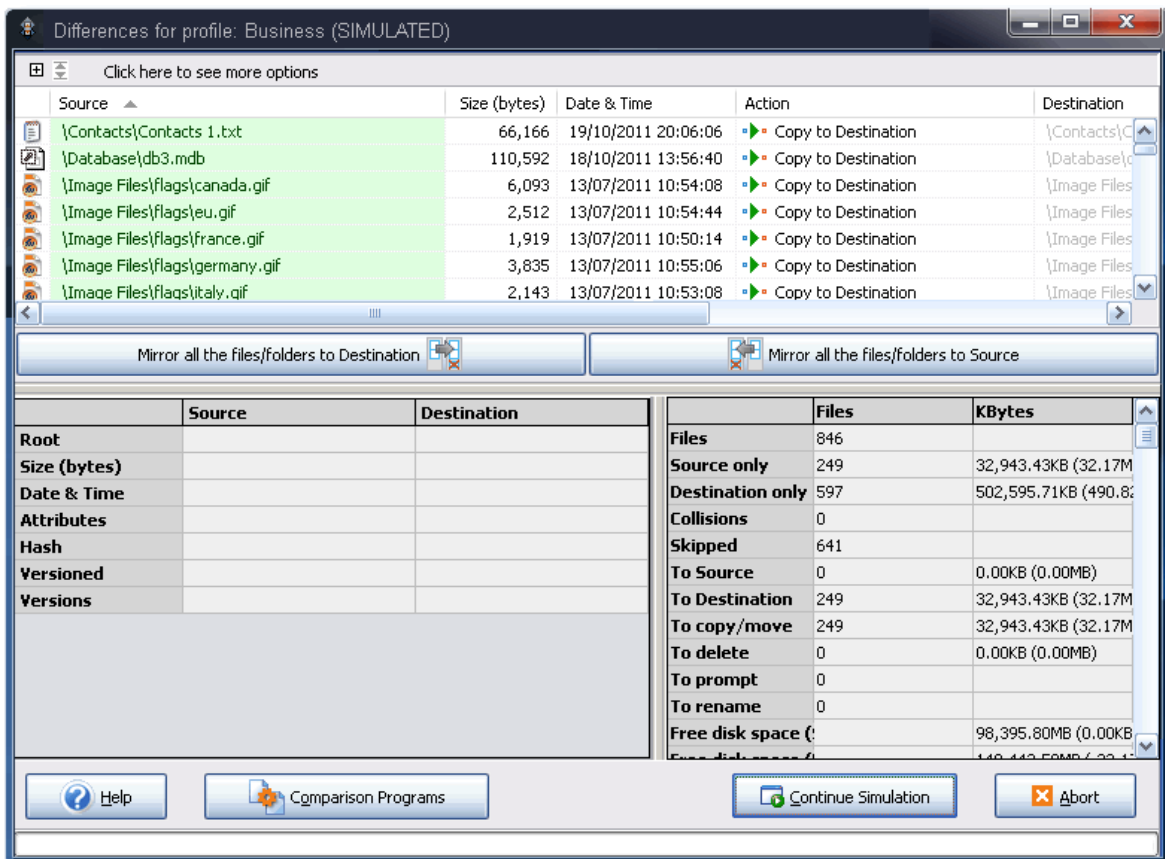 Differences for profile: Business (SIMULATED)
Click here to see more options
Source Size (bytes) Date & Time Action Destination
\Contacts\Contacts 1.txt 66,166 19/10/2011 20:06:06 Copy to Destination \Contacts\C
\Database\db3.mdb 110,592 18/10/2011 13:56:40 Copy to Destination \Database\
\Image Files\flags\canada.gif 6,093 13/07/2011 10:54:08 Copy to Destination \Image Files
\Image Files\flags\eu.gif 2,512 13/07/2011 10:54:44 Copy to Destination \Image Files
\Image Files\flags\france.gif 1,919 13/07/2011 10:50:14 Copy to Destination \Image Files
\Image Files\flags\germany.gif 3,835 13/07/2011 10:55:06 Copy to Destination \Image Files
\Image Files\flags\italy.gif 2,143 13/07/2011 10:53:08 Copy to Destination \Image Files
Mirror all the files/folders to Destination Mirror all the files/folders to Source
Source Destination
Root
Size (bytes)
Date & Time
Attributes
Hash
Versioned
Versions
Files KBytes
Files 846
Source only 249 32,943.43KB (32.17M
Destination only 597 502,595.71KB (490.82
Collisions 0
Skipped 641
To Source 0 0.00KB (0.00MB)
To Destination 249 32,943.43KB (32.17M
To copy/move 249 32,943.43KB (32.17M
To delete 0 0.00KB (0.00MB)
To prompt 0
To rename 0
Free disk space ( 98,395.80MB (0.00KB
Free disk space
Help Comparison Programs Continue Simulation Abort